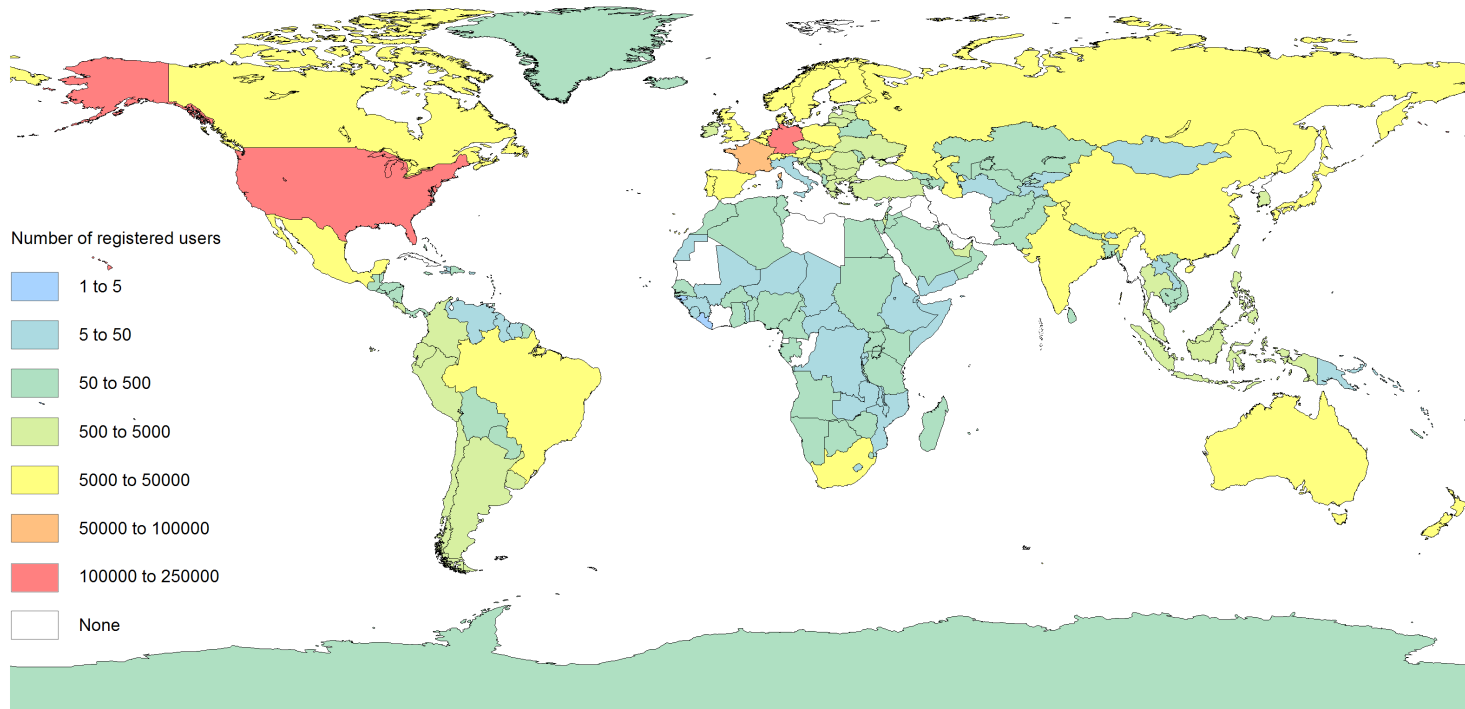 Number of registered users
1 to 5
5 to 50
50 to 500
500 to 5000
5000 to 50000
50000 to 100000
100000 to 250000
None